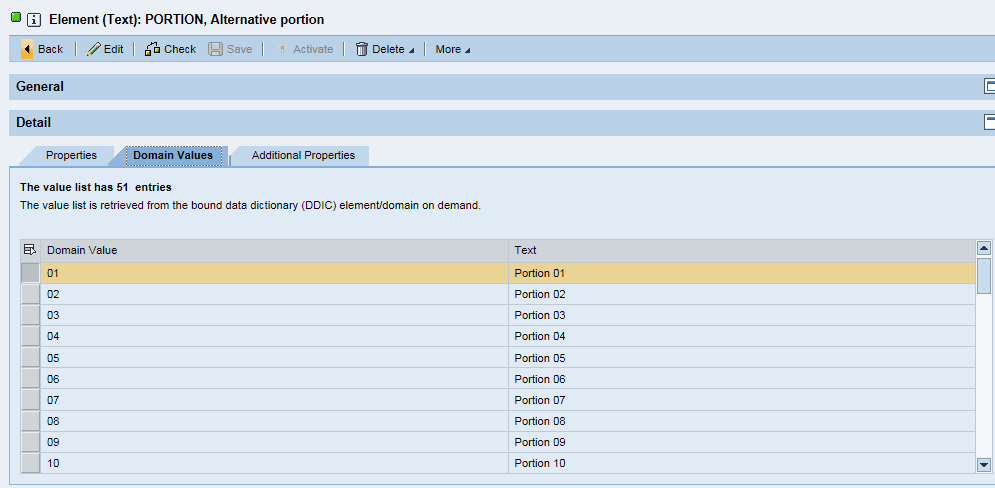 Element (Text): PORTION, Alternative portion
Back Edit Check Save Activate Delete More
General
Detail
Properties Domain Values Additional Properties
The value list has 51 entries
The value list is retrieved from the bound data dictionary (DDIC) element/domain on demand.
Domain Value Text
01 Portion 01
02 Portion 02
03 Portion 03
04 Portion 04
05 Portion 05
06 Portion 06
07 Portion 07
08 Portion 08
09 Portion 09
10 Portion 10